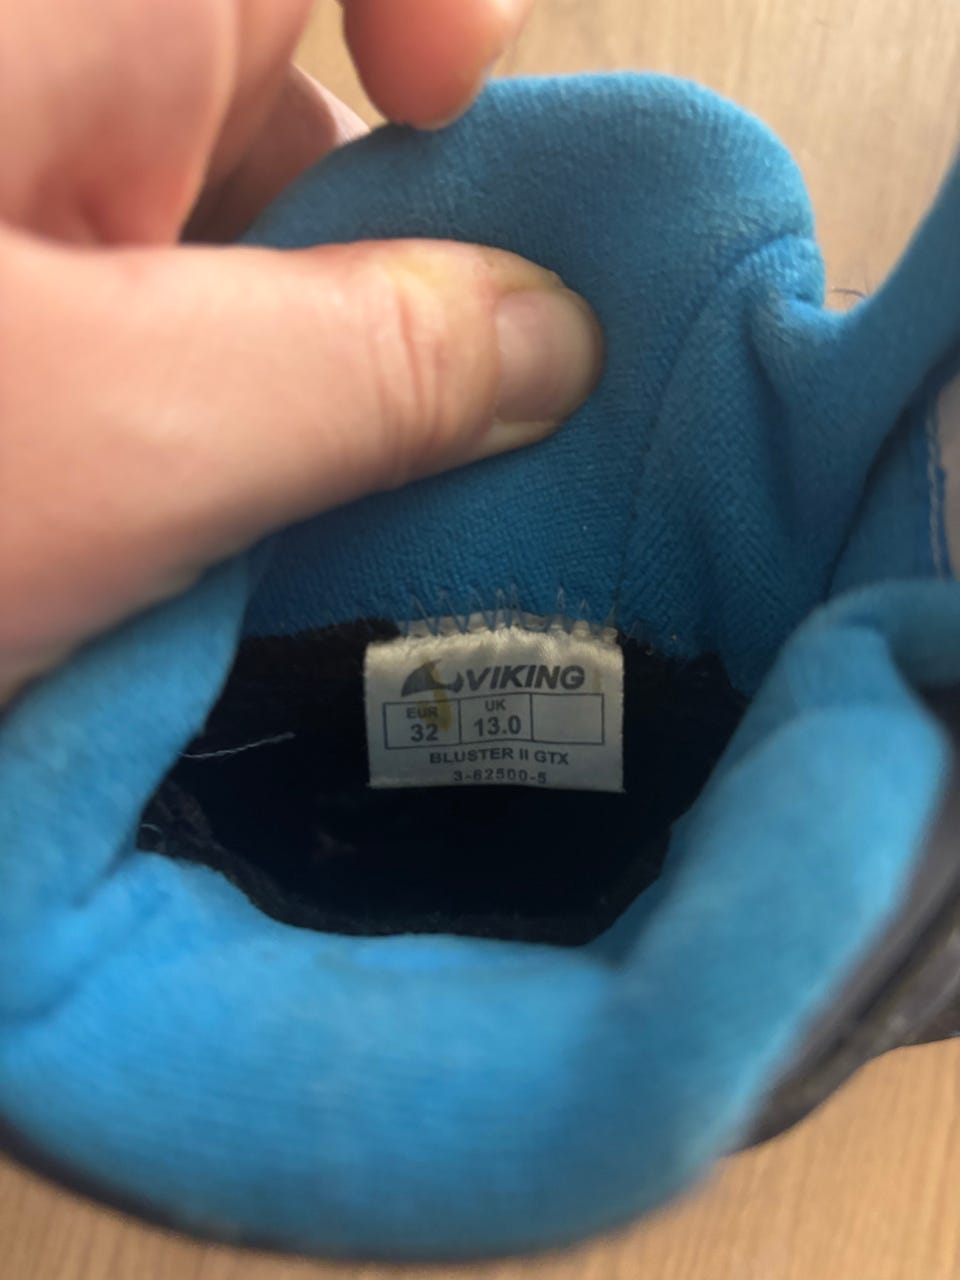 VIKING
EUR UK
32 13.0
BLUSTER II GTX
3-82500-5